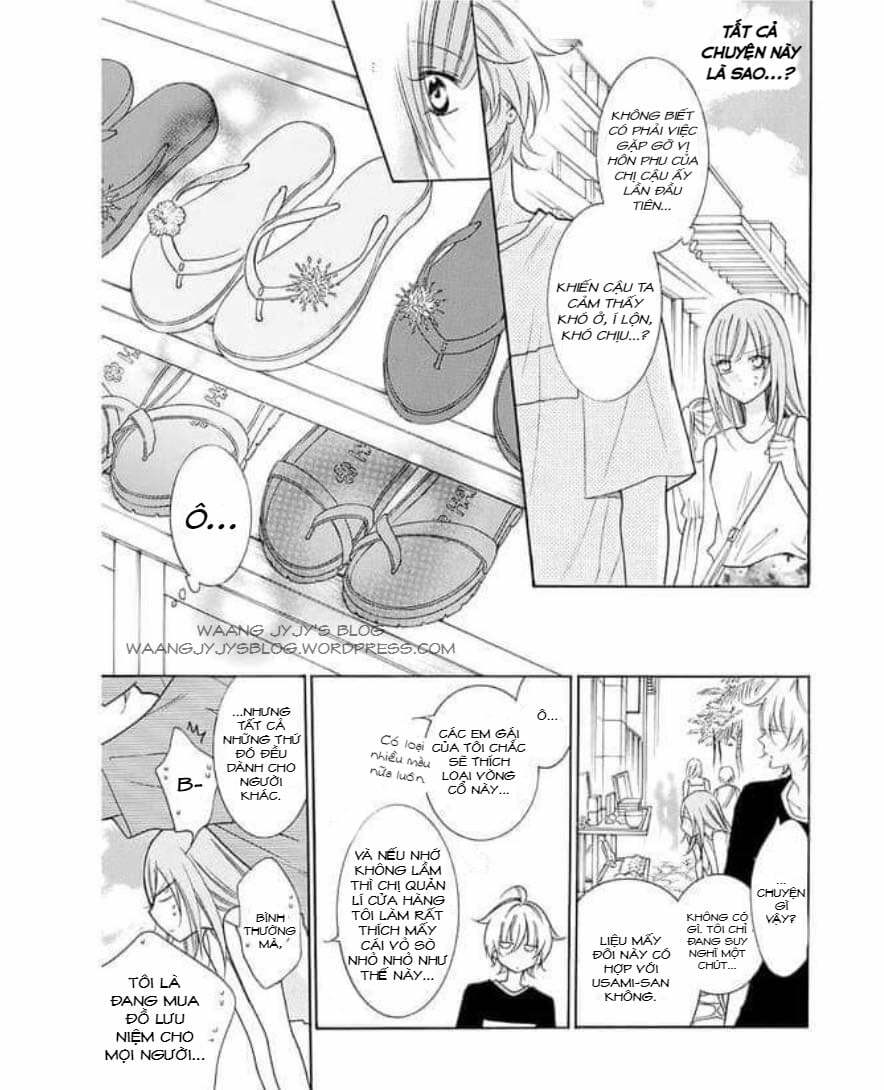 TẤT CẢ
CHUYỆN NÀY
LÀ SAO...?
KHÔNG BIẾT
CÓ PHẢI VIỆC
GẶP GỠ VỊ
HÔN PHU CỦA
CHỊ CẬU ẤY
LẦN ĐẦU
TIÊN...
KHIẾN CẬU TA
CẢM THẤY
KHÓ Ở, Í LỘN,
KHÓ CHỊU...?
Ô...
WAANG JYJY'S BLOG
WAANGJYJYSBLOG.WORDPRESS.COM
...
CHUYỆN
GÌ
VẬY?
KHÔNG CÓ
GÌ. TÔI CHỈ
ĐANG SUY
NGHĨ MỘT
CHÚT...
LIỆU MẤY
ĐÔI NÀY CÓ
HỢP VỚI
USAMI-SAN
KHÔNG.
Ô...
CÁC EM GÁI
CỦA TÔI CHẮC
SẼ THÍCH
LOẠI VÒNG
CỔ NÀY...
Có loại
nhiều màu
nữa luôn.
VÀ NẾU NHỚ
KHÔNG LẦM
THÌ CHỊ QUẢN
LÍ CỬA HÀNG
TÔI LÀM RẤT
THÍCH MẤY
CÁI VỎ SÒ
NHỎ NHỎ NHƯ
THẾ NÀY...
...NHƯNG
TẤT CẢ
NHỮNG THỨ
ĐÓ ĐỀU
DÀNH CHO
NGƯỜI
KHÁC.
B-
BÌNH
THƯỜNG
MÀ,
TÔI LÀ
ĐANG MUA
ĐỒ LƯU
NIỆM CHO
MỌI NGƯỜI...